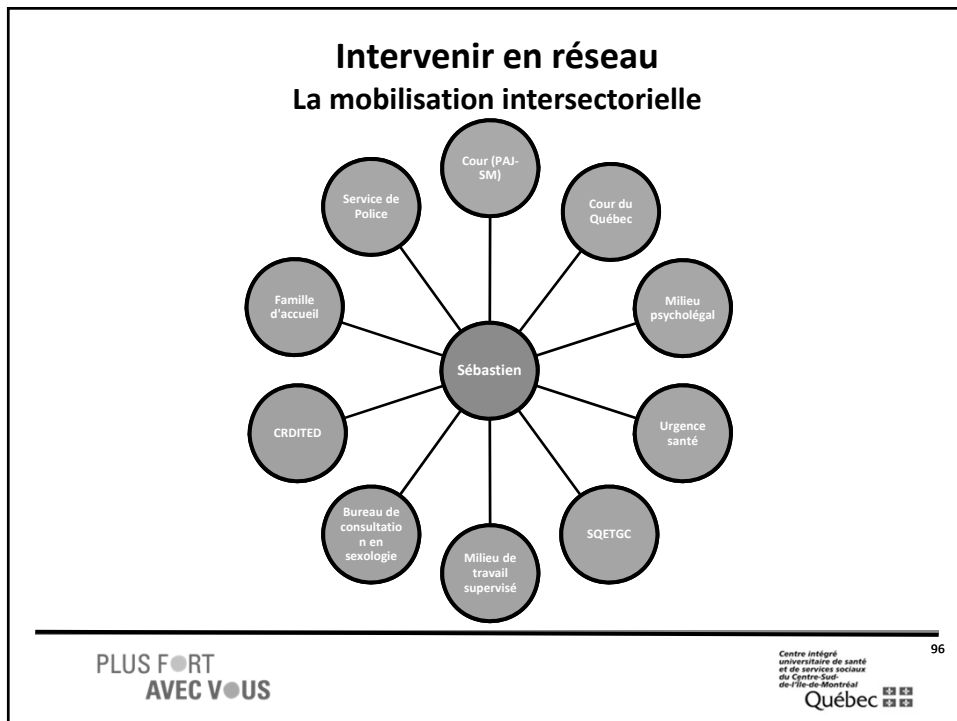 Intervenir en réseau
La mobilisation intersectorielle
Cour (PAJ-
SM)
Cour du
Québec
Milieu
psycholégal
Urgence
santé
SQETGC
Milieu de
travail
supervisé
Bureau de
consultatio
n en
sexologie
CRDITED
Famille
d'accueil
Service de
Police
Sébastien
PLUS FORT
AVEC VOUS
Centre intégré
universitaire de santé
et de services sociaux
du Centre-Sud-
de-l'Île-de-Montréal
Québec
96